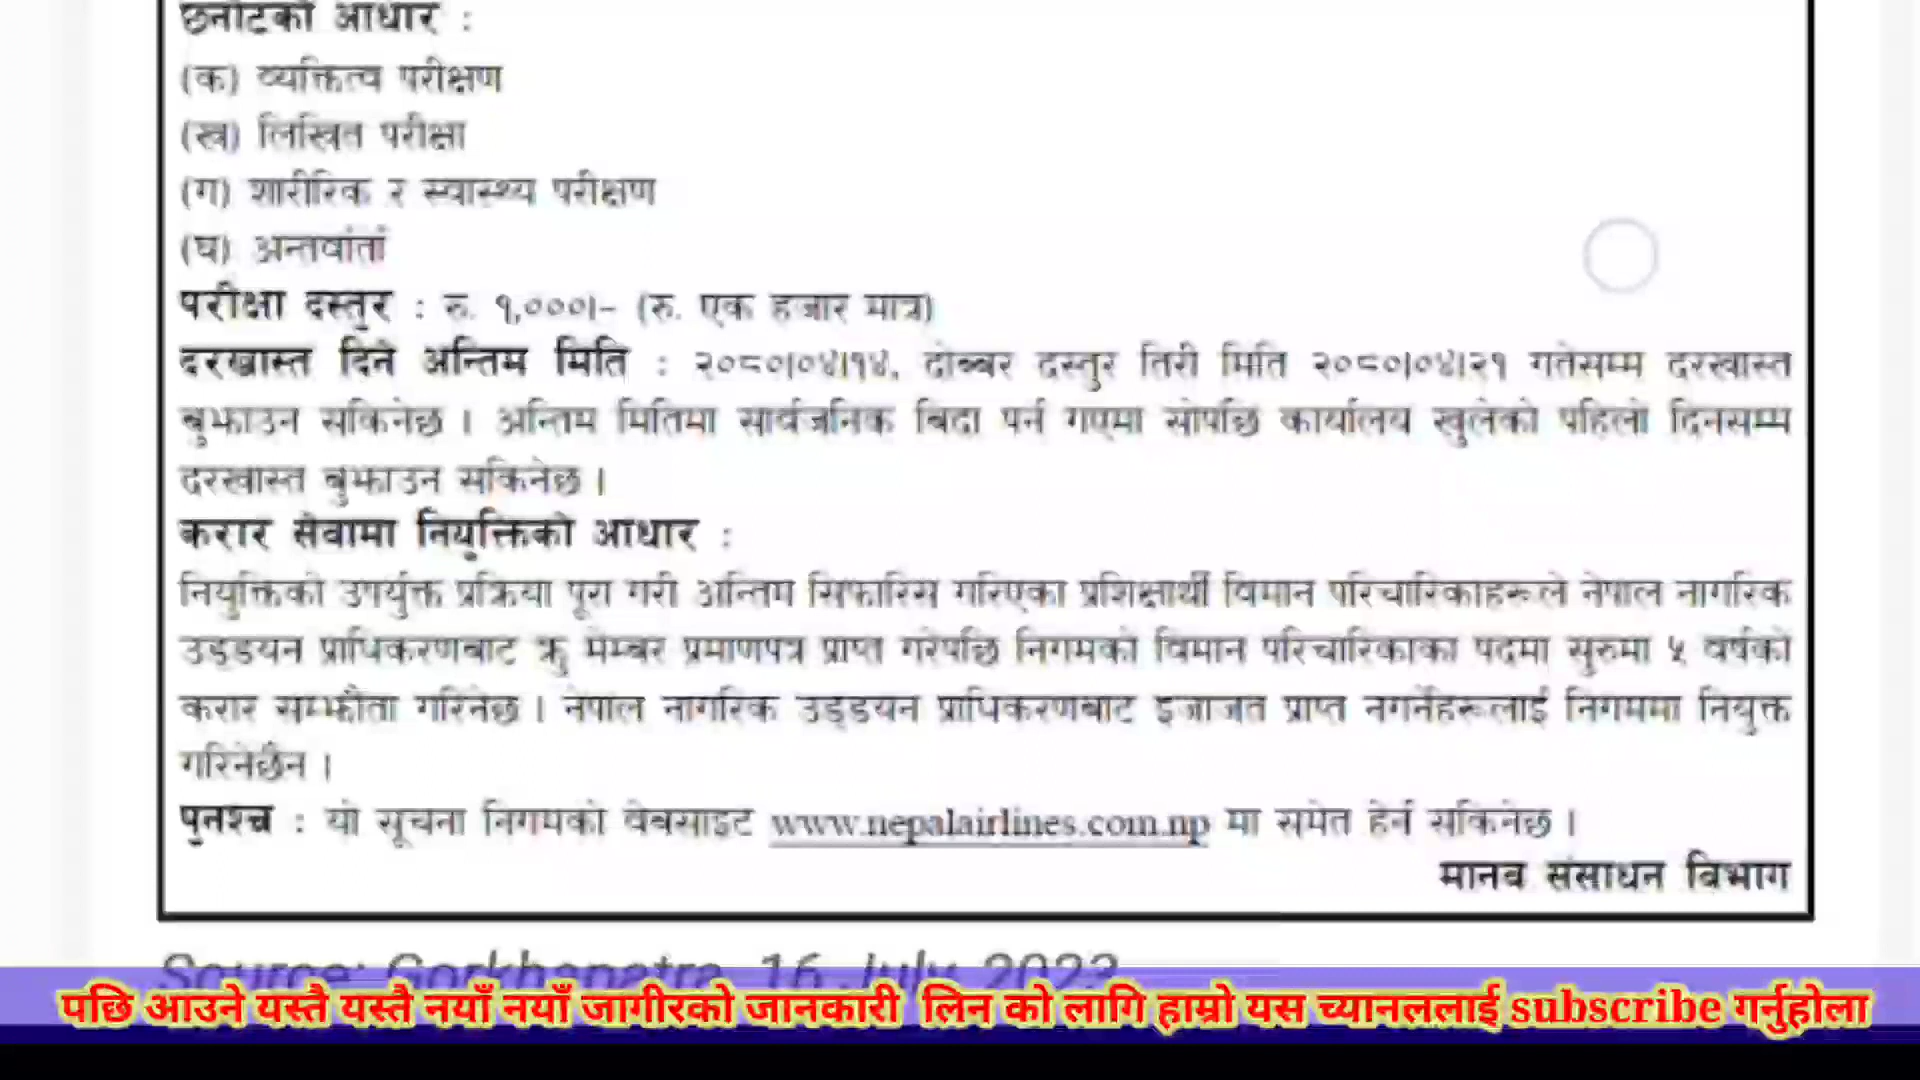 छनौटको आधार :
(क) व्यक्तित्व परीक्षण
(ख) लिखित परीक्षा
(ग) शारीरिक र स्वास्थ्य परीक्षण
(घ) अन्तर्वार्ता
परीक्षा दस्तुर : रु. १,०००।– (रु. एक हजार मात्र)
दरखास्त दिने अन्तिम मिति : २०८०।०४।१४, दोब्बर दस्तुर तिरी मिति २०८०।०४।२१ गतेसम्म दरखास्त
बुझाउन सकिनेछ । अन्तिम मितिमा सार्वजनिक बिदा पर्न गएमा सोपछि कार्यालय खुलेको पहिलो दिनसम्म
दरखास्त बुझाउन सकिनेछ ।
करार सेवामा नियुक्तिको आधार :
नियुक्तिको उपर्युक्त प्रक्रिया पूरा गरी अन्तिम सिफारिस गरिएका प्रशिक्षार्थी विमान परिचारिकाहरूले नेपाल नागरिक
उड्डयन प्राधिकरणबाट क्रु मेम्बर प्रमाणपत्र प्राप्त गरेपछि निगमको विमान परिचारिकाका पदमा सुरुमा ५ वर्षको
करार सम्झौता गरिनेछ । नेपाल नागरिक उड्डयन प्राधिकरणबाट इजाजत प्राप्त नगर्नेहरूलाई निगममा नियुक्त
गरिनेछैन ।
पुनश्च : यो सूचना निगमको वेबसाइट www.nepalairlines.com.np मा समेत हेर्न सकिनेछ ।
मानव संसाधन विभाग
Source: Gorkhapatra, 16 July, 2023
पछि आउने यस्तै यस्तै नयाँ नयाँ जागीरको जानकारी लिन को लागि हाम्रो यस च्यानललाई subscribe गर्नुहोला